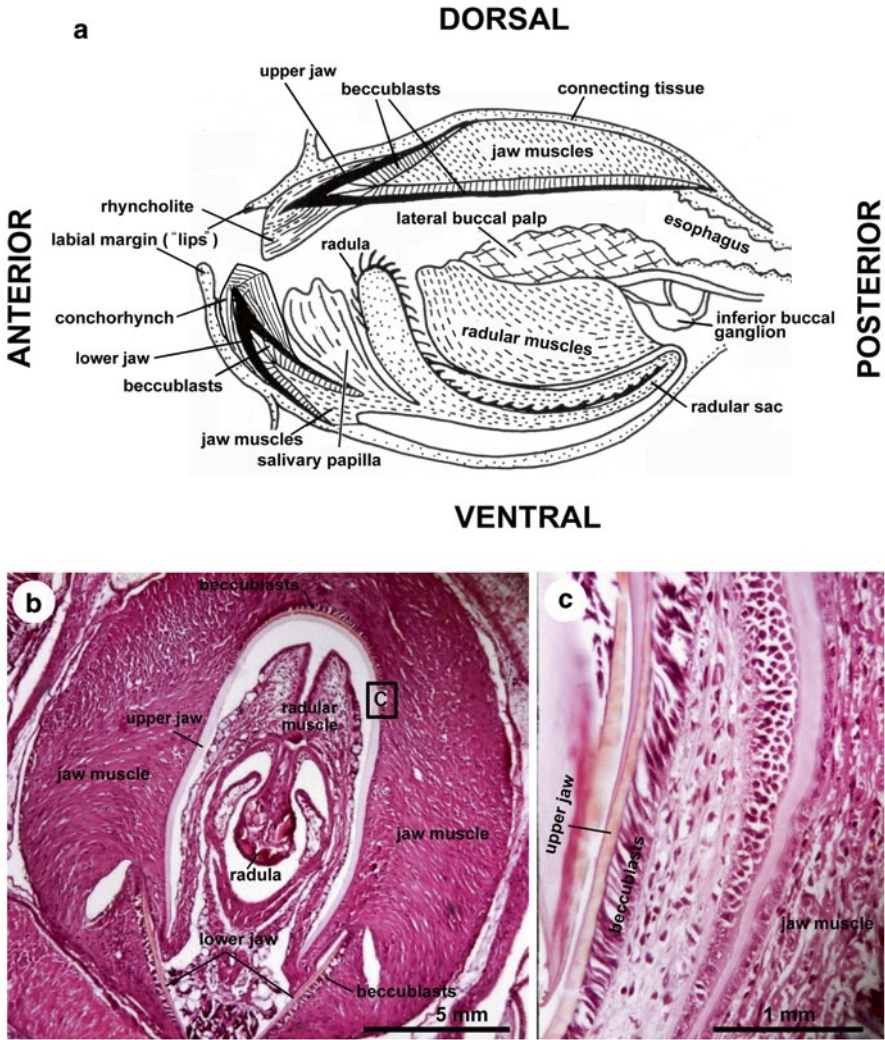 a
DORSAL
upper jaw
beccublasts
connecting tissue
jaw muscles
ANTERIOR
rhyncholite
labial margin ("lips")
radula
lateral buccal palp
esophagus
POSTERIOR
conchorhynch
lower jaw
beccublasts
radular muscles
inferior buccal
ganglion
radular sac
jaw muscles
salivary papilla
VENTRAL
b
beccublasts
C
upper jaw
radular
muscle
jaw muscle
jaw muscle
radula
lower jaw
beccublasts
5 mm
c
upper jaw
beccublasts
jaw muscle
1 mm